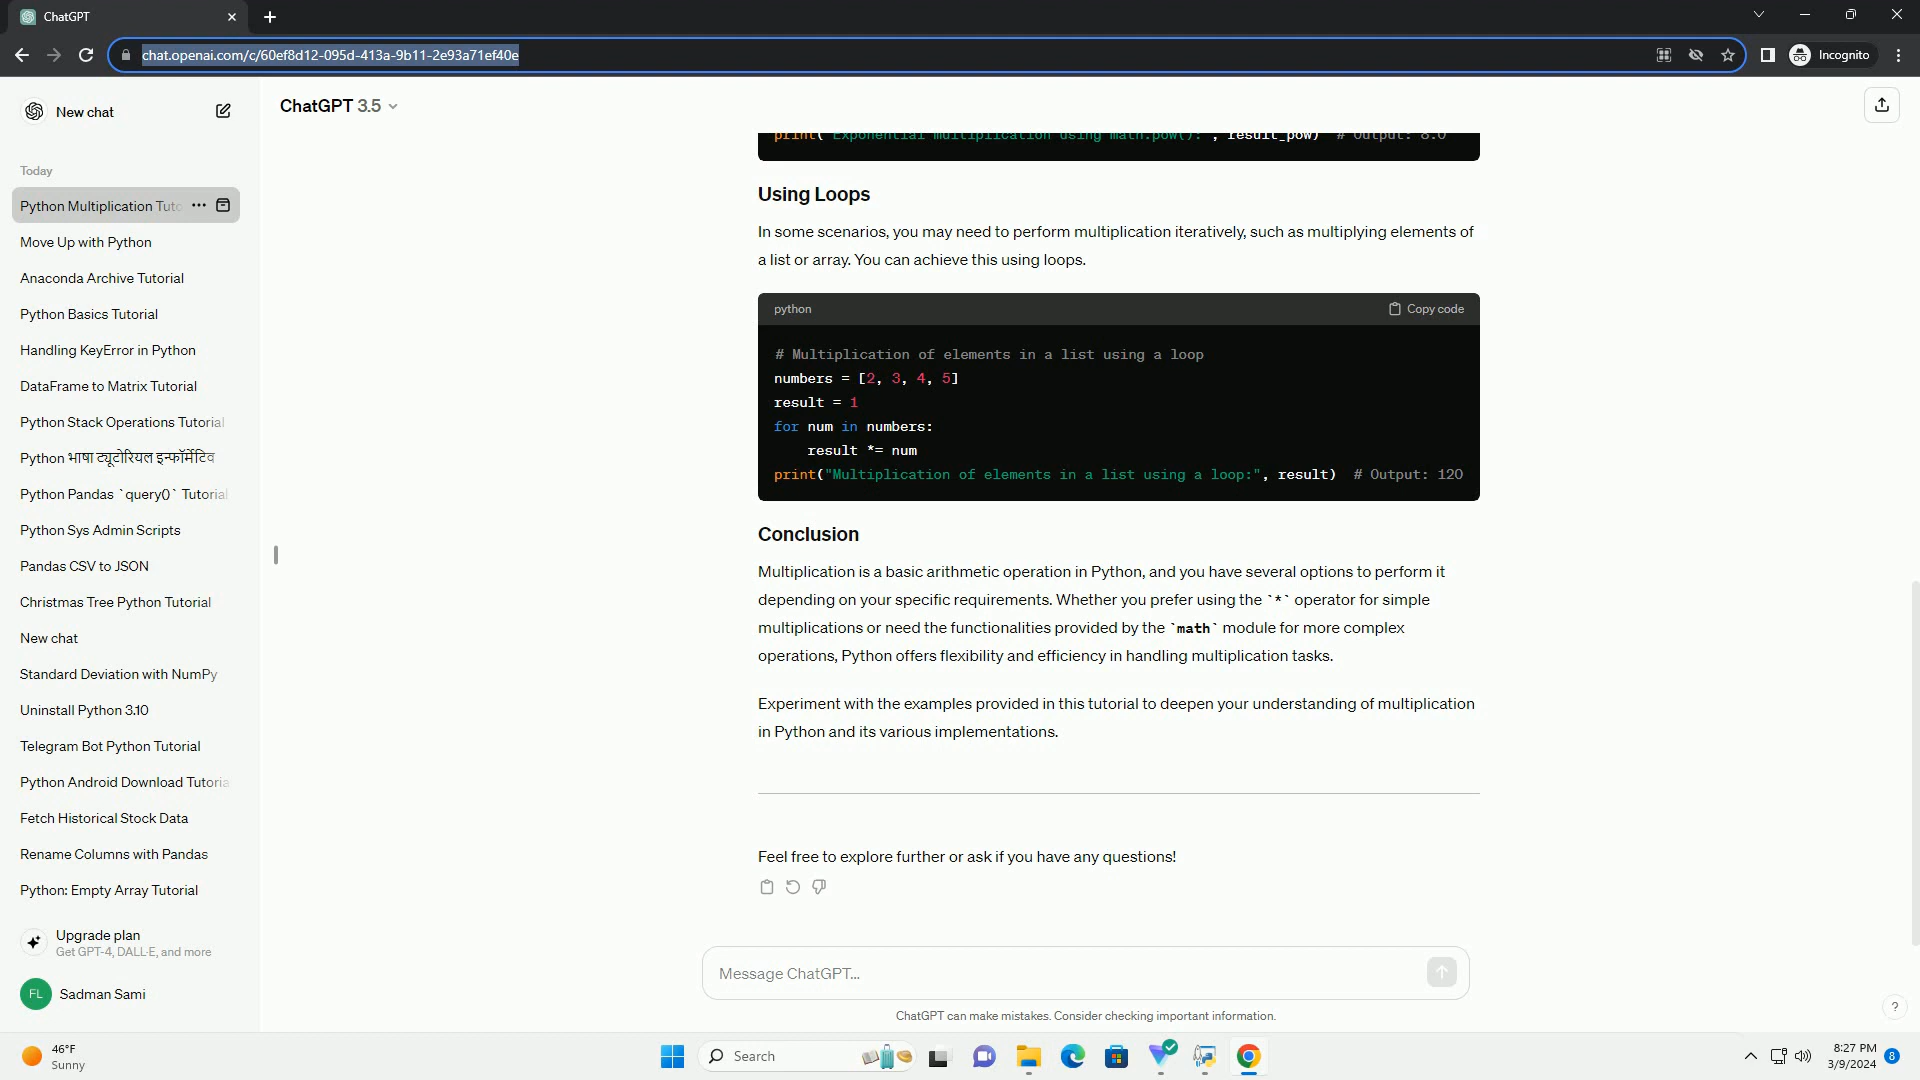 ChatGPT
chat.openai.com/c/60ef8d12-095d-413a-9b11-2e93a71ef40e
Incognito
New chat
Today
Python Multiplication Tuto
Move Up with Python
Anaconda Archive Tutorial
Python Basics Tutorial
Handling KeyError in Python
DataFrame to Matrix Tutorial
Python Stack Operations Tutorial
Python भाषा ट्यूटोरियल इन्फॉर्मेटिव
Python Pandas `query()` Tutorial
Python Sys Admin Scripts
Pandas CSV to JSON
Christmas Tree Python Tutorial
New chat
Standard Deviation with NumPy
Uninstall Python 3.10
Telegram Bot Python Tutorial
Python Android Download Tutoria
Fetch Historical Stock Data
Rename Columns with Pandas
Python: Empty Array Tutorial
Upgrade plan
Get GPT-4, DALL·E, and more
FL Sadman Sami
ChatGPT 3.5
print("Exponential multiplication using math.pow():", result_pow)  # Output: 8.0
Using Loops
In some scenarios, you may need to perform multiplication iteratively, such as multiplying elements of
a list or array. You can achieve this using loops.
python Copy code
# Multiplication of elements in a list using a loop
numbers = [2, 3, 4, 5]
result = 1
for num in numbers:
    result *= num
print("Multiplication of elements in a list using a loop:", result)  # Output: 120
Conclusion
Multiplication is a basic arithmetic operation in Python, and you have several options to perform it
depending on your specific requirements. Whether you prefer using the `*` operator for simple
multiplications or need the functionalities provided by the `math` module for more complex
operations, Python offers flexibility and efficiency in handling multiplication tasks.
Experiment with the examples provided in this tutorial to deepen your understanding of multiplication
in Python and its various implementations.
Feel free to explore further or ask if you have any questions!
Message ChatGPT...
ChatGPT can make mistakes. Consider checking important information.
?
46°F
Sunny
Search
8:27 PM
3/9/2024
8